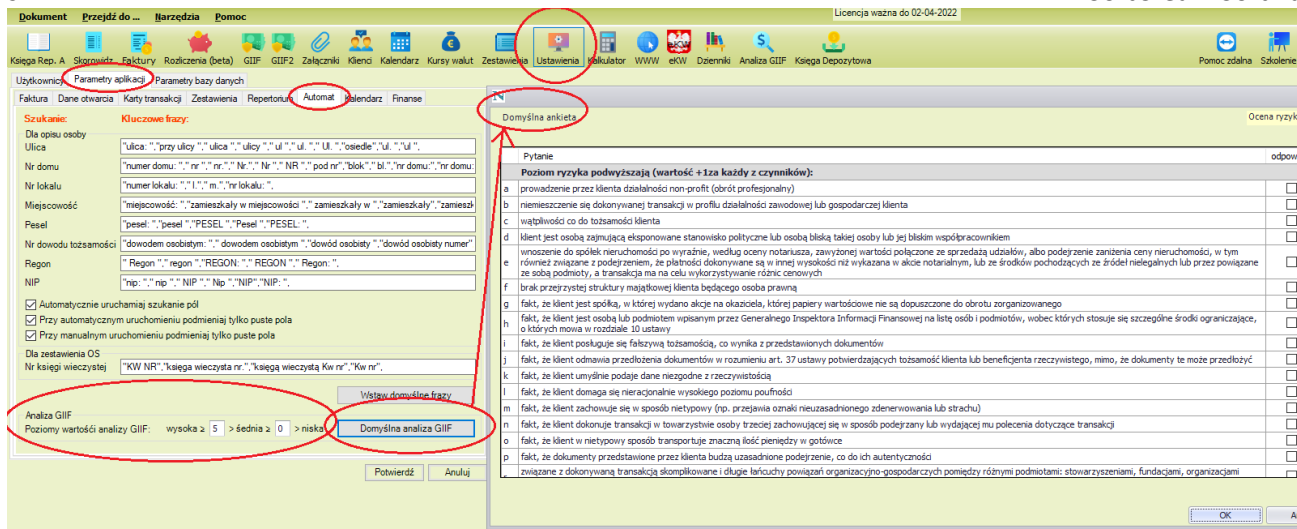 Licencja ważna do 02-04-2022
Dokument Przejdź do ... Narzędzia Pomoc
Księga Rep. A Skorowidz Faktury Rozliczenia (beta) GIIF GIIF2 Załączniki Klienci Kalendarz Kursy walut Zestawienia Ustawienia Kalkulator WWW eKW Dzienniki Analiza GIIF Księga Depozytowa Pomoc zdalna Szkolenie
Użytkownicy Parametry aplikacji Parametry bazy danych
Faktura Dane otwarcia Karty transakcji Zestawienia Repertorium Automat Kalendarz Finanse
Szukanie: Kluczowe frazy:
Dla opisu osoby
Ulica "ulica: ","przy ulicy "," ulica "," ulicy "," ul "," ul. "," Ul. ","osiedle ","ul. ","ul ",
Nr domu "numer domu: "," nr "," nr."," Nr."," Nr "," NR "," pod nr","blok"," bl.","nr domu:","nr domu:
Nr lokalu "numer lokalu: "," l."," m.","nr lokalu: ",
Miejscowość "miejscowość: ","zamieszkały w miejscowości "," zamieszkały w ","zamieszkały","zamieszk
Pesel "pesel: ","pesel ","PESEL ","Pesel ","PESEL: ",
Nr dowodu tożsamości "dowodem osobistym: "," dowodem osobistym ","dowód osobisty ","dowód osobisty numer"
Regon " Regon "," regon ","REGON: "," REGON "," Regon: ",
NIP "nip: "," nip "," NIP "," Nip ","NIP","NIP: ",
Automatycznie uruchamiaj szukanie pól
Przy automatycznym uruchomieniu podmieniaj tylko puste pola
Przy manualnym uruchomieniu podmieniaj tylko puste pola
Dla zestawienia OS
Nr księgi wieczystej "KW NR","księga wieczysta nr.","księgą wieczystą Kw nr","Kw nr",
Wstaw domyślne frazy
Analiza GIIF
Poziomy wartości analizy GIIF: wysoka ≥ 5 > śednia ≥ 0 > niska Domyślna analiza GIIF
Potwierdź Anuluj
Domyślna ankieta
Ocena ryzyk
Pytanie odpow
Poziom ryzyka podwyższają (wartość +1za każdy z czynników):
a prowadzenie przez klienta działalności non-profit (obrót profesjonalny)
b niemieszczenie się dokonywanej transakcji w profilu działalności zawodowej lub gospodarczej klienta
c wątpliwości co do tożsamości klienta
d klient jest osobą zajmującą eksponowane stanowisko polityczne lub osobą bliską takiej osoby lub jej bliskim współpracownikiem
e wnoszenie do spółek nieruchomości po wyraźnie, według oceny notariusza, zawyżonej wartości połączone ze sprzedażą udziałów, albo podejrzenie zaniżenia ceny nieruchomości, w tym
również związane z podejrzeniem, że płatności dokonywane są w innej wysokości niż wykazana w akcie notarialnym, lub ze środków pochodzących ze źródeł nielegalnych lub przez powiązane
ze sobą podmioty, a transakcja ma na celu wykorzystywanie różnic cenowych
f brak przejrzystej struktury majątkowej klienta będącego osoba prawną
g fakt, że klient jest spółką, w której wydano akcje na okaziciela, której papiery wartościowe nie są dopuszczone do obrotu zorganizowanego
h fakt, że klient jest osobą lub podmiotem wpisanym przez Generalnego Inspektora Informacji Finansowej na listę osób i podmiotów, wobec których stosuje się szczególne środki ograniczające,
o których mowa w rozdziale 10 ustawy
i fakt, że klient posługuje się fałszywą tożsamością, co wynika z przedstawionych dokumentów
j fakt, że klient odmawia przedłożenia dokumentów w rozumieniu art. 37 ustawy potwierdzających tożsamość klienta lub beneficjenta rzeczywistego, mimo, że dokumenty te może przedłożyć
k fakt, że klient umyślnie podaje dane niezgodne z rzeczywistością
l fakt, że klient domaga się nieracjonalnie wysokiego poziomu poufności
m fakt, że klient zachowuje się w sposób nietypowy (np. przejawia oznaki nieuzasadnionego zdenerwowania lub strachu)
n fakt, że klient dokonuje transakcji w towarzystwie osoby trzeciej zachowującej się w sposób podejrzany lub wydającej mu polecenia dotyczące transakcji
o fakt, że klient w nietypowy sposób transportuje znaczną ilość pieniędzy w gotówce
p fakt, że dokumenty przedstawione przez klienta budzą uzasadnione podejrzenie, co do ich autentyczności
związane z dokonywaną transakcją skomplikowane i długie łańcuchy powiązań organizacyjno-gospodarczych pomiędzy różnymi podmiotami: stowarzyszeniami, fundacjami, organizacjami
OK